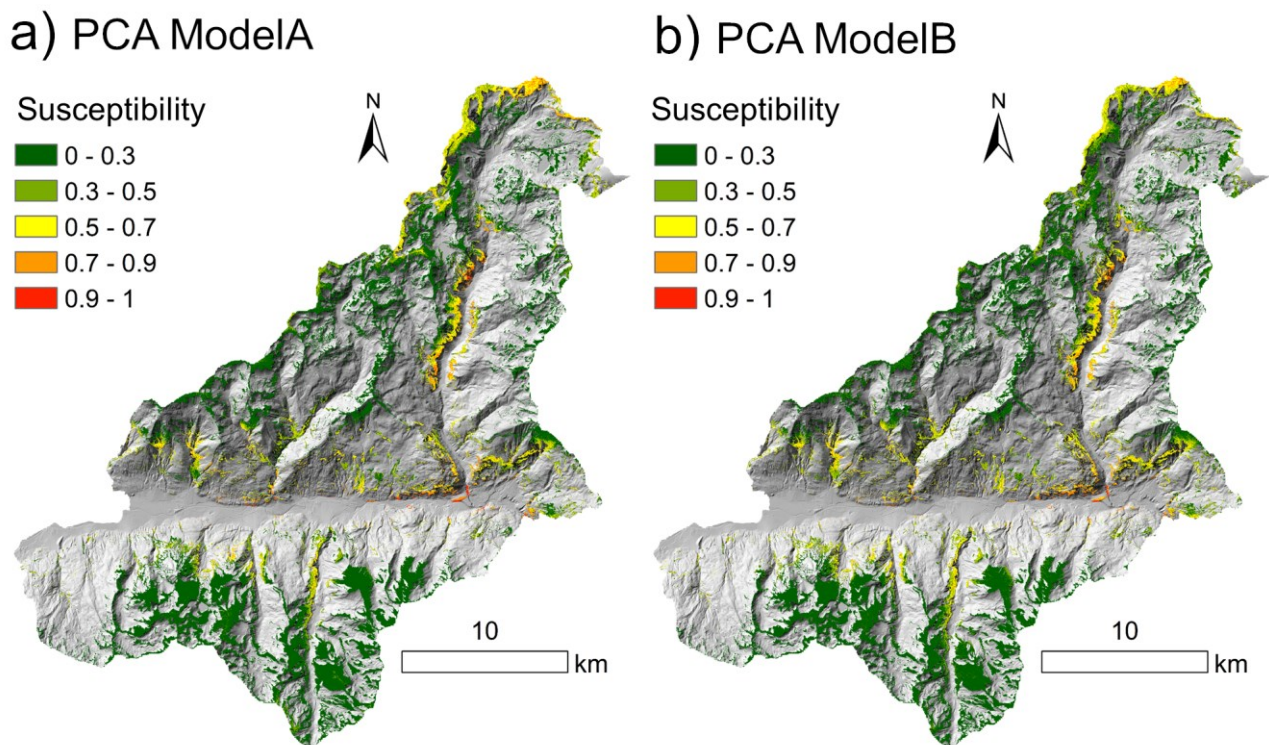 a) PCA ModelA
Susceptibility
N
0 - 0.3
0.3 - 0.5
0.5 - 0.7
0.7 - 0.9
0.9 - 1
10
km
b) PCA ModelB
Susceptibility
N
0 - 0.3
0.3 - 0.5
0.5 - 0.7
0.7 - 0.9
0.9 - 1
10
km